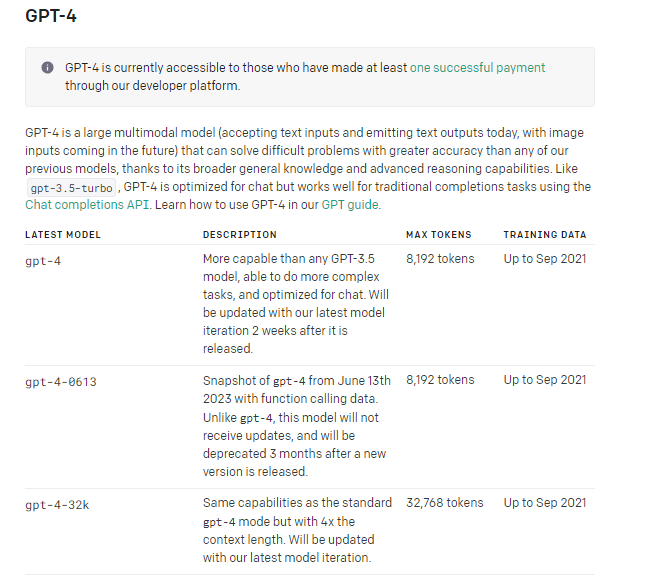 GPT-4
GPT-4 is currently accessible to those who have made at least one successful payment
through our developer platform.
GPT-4 is a large multimodal model (accepting text inputs and emitting text outputs today, with image
inputs coming in the future) that can solve difficult problems with greater accuracy than any of our
previous models, thanks to its broader general knowledge and advanced reasoning capabilities. Like
gpt-3.5-turbo, GPT-4 is optimized for chat but works well for traditional completions tasks using the
Chat completions API. Learn how to use GPT-4 in our GPT guide.
LATEST MODEL DESCRIPTION MAX TOKENS TRAINING DATA
gpt-4 More capable than any GPT-3.5 8,192 tokens Up to Sep 2021
model, able to do more complex
tasks, and optimized for chat. Will
be updated with our latest model
iteration 2 weeks after it is
released.
gpt-4-0613 Snapshot of gpt-4 from June 13th 8,192 tokens Up to Sep 2021
2023 with function calling data.
Unlike gpt-4, this model will not
receive updates, and will be
deprecated 3 months after a new
version is released.
gpt-4-32k Same capabilities as the standard 32,768 tokens Up to Sep 2021
gpt-4 mode but with 4x the
context length. Will be updated
with our latest model iteration.